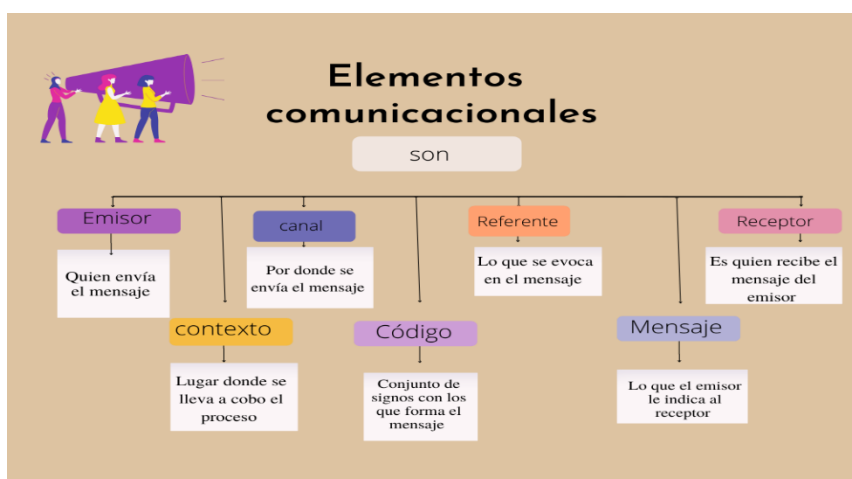 Elementos
comunicacionales
son
Emisor
Quien envía
el mensaje
contexto
Lugar donde se
lleva a cobo el
proceso
canal
Por donde se
envía el mensaje
Código
Conjunto de
signos con los
que forma el
mensaje
Referente
Lo que se evoca
en el mensaje
Mensaje
Lo que el emisor
le indica al
receptor
Receptor
Es quien recibe el
mensaje del
emisor